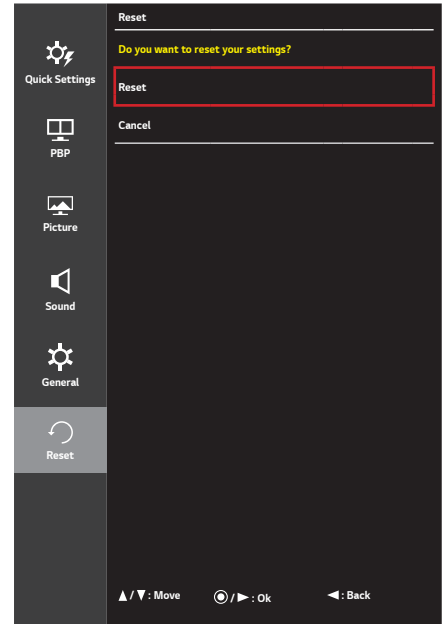 Reset
Do you want to reset your settings?
Reset
Cancel
Quick Settings
PBP
Picture
Sound
General
Reset
▲/▼: Move
◉/►: Ok
◄: Back